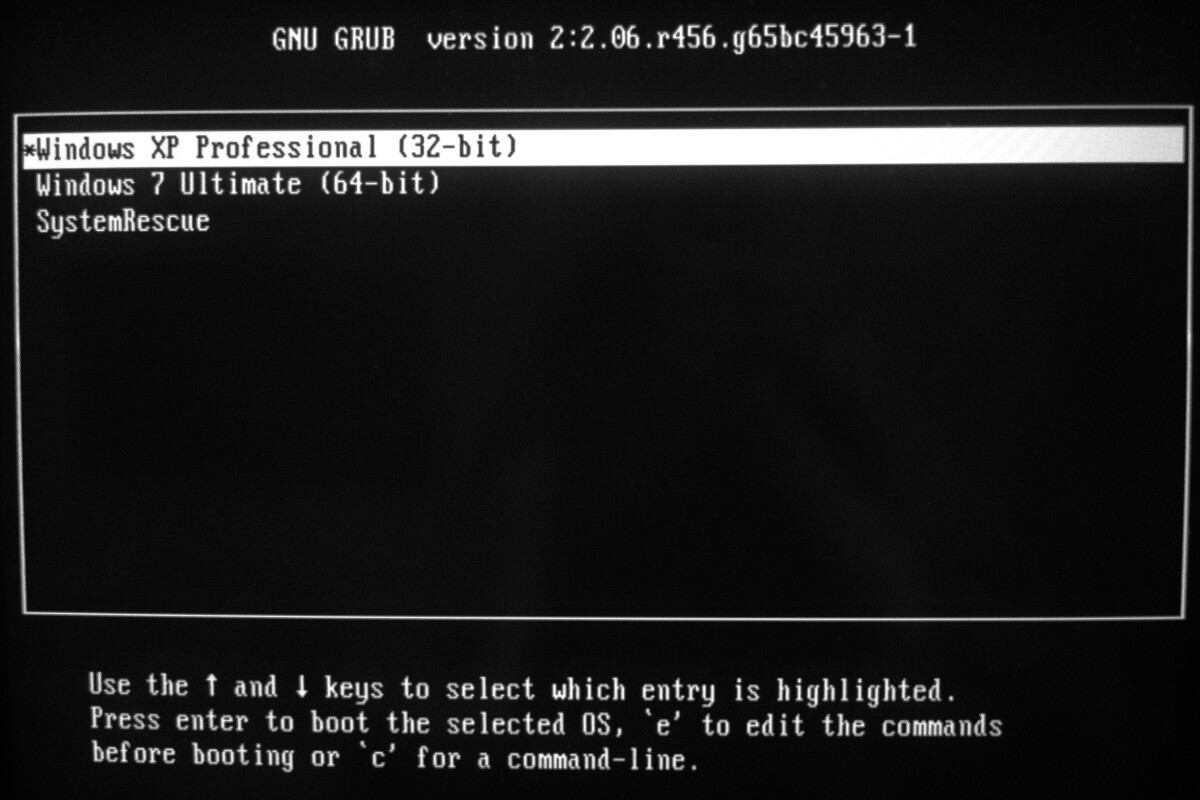 GNU GRUB version 2:2.06.r456.g65bc45963-1
*Windows XP Professional (32-bit)
Windows 7 Ultimate (64-bit)
SystemRescue
Use the ↑ and ↓ keys to select which entry is highlighted.
Press enter to boot the selected OS, `e' to edit the commands
before booting or `c' for a command-line.